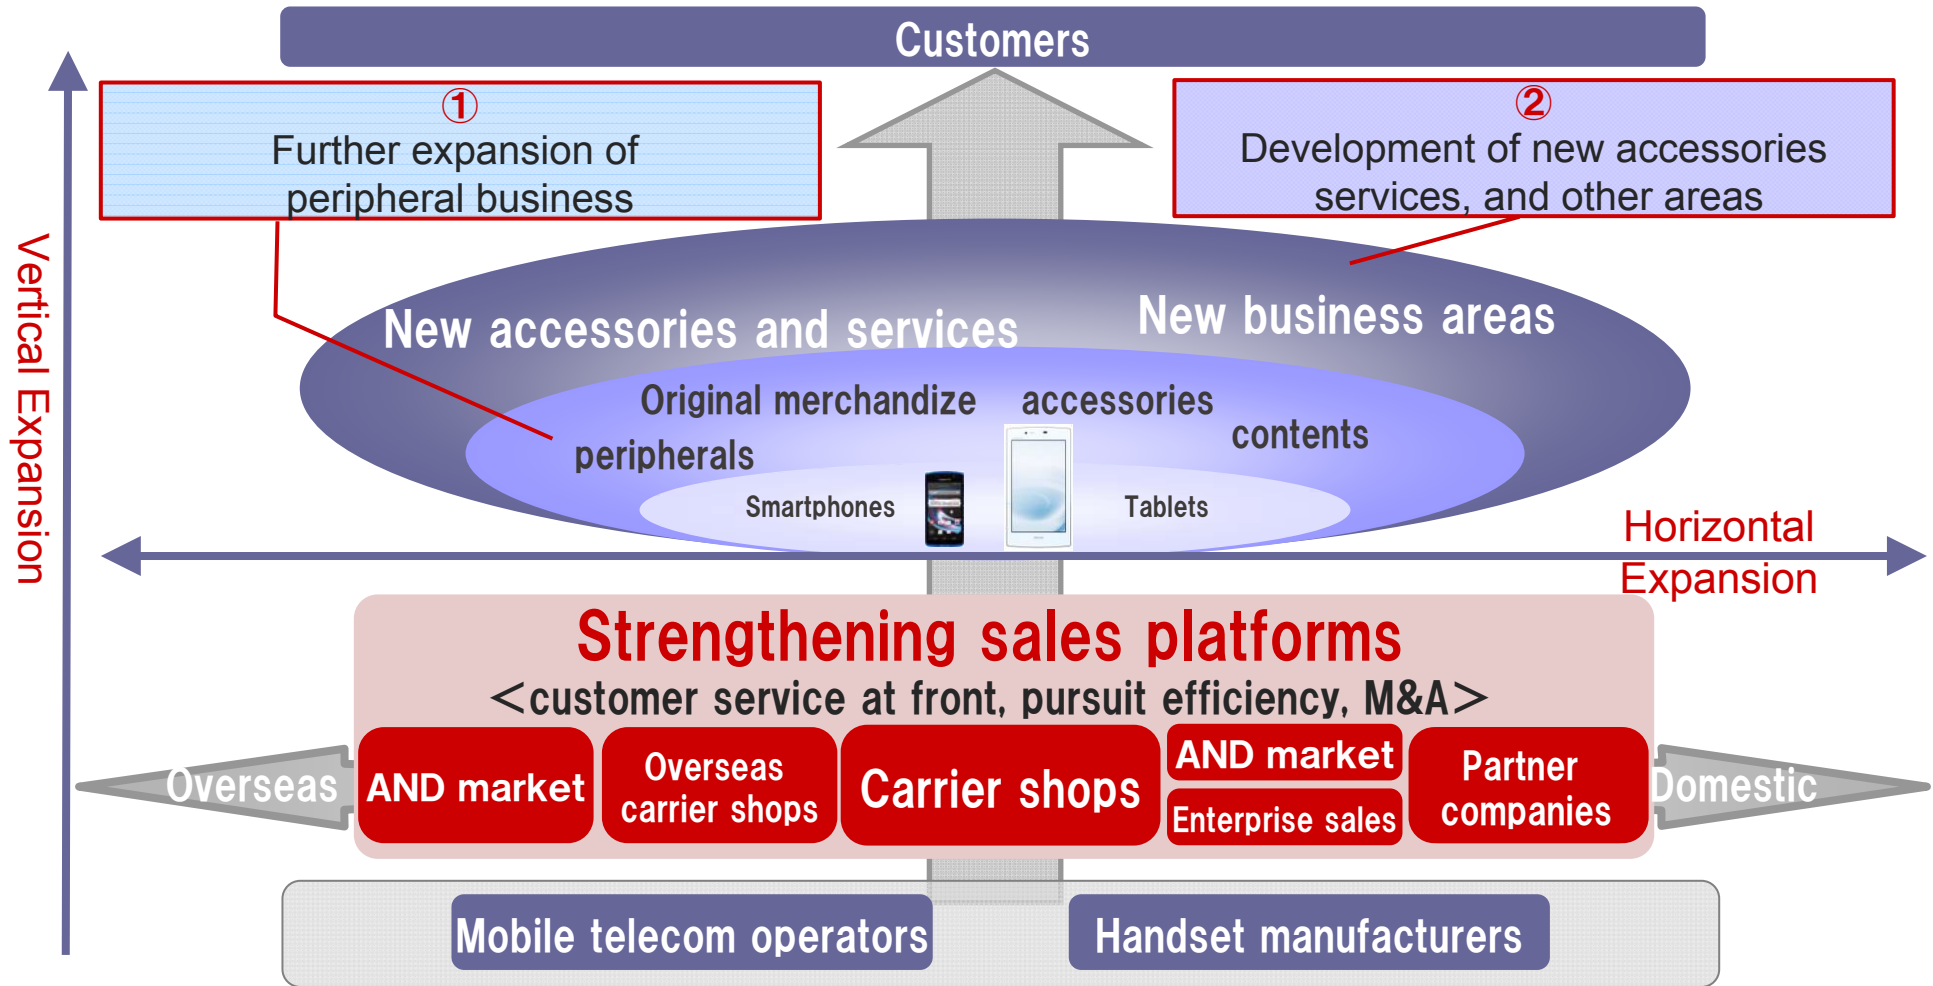 Customers
①
Further expansion of
peripheral business
②
Development of new accessories
services, and other areas
Vertical Expansion
New accessories and services
New business areas
Original merchandize
accessories
contents
peripherals
Smartphones
Tablets
Horizontal
Expansion
Strengthening sales platforms
＜customer service at front, pursuit efficiency, M&A＞
Overseas
AND market
Overseas
carrier shops
Carrier shops
AND market
Enterprise sales
Partner
companies
Domestic
Mobile telecom operators
Handset manufacturers